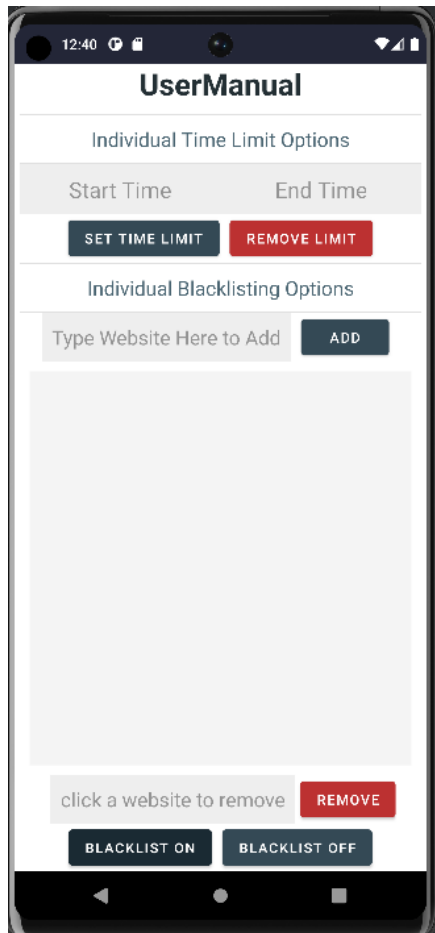 12:40
UserManual
Individual Time Limit Options
Start Time End Time
SET TIME LIMIT REMOVE LIMIT
Individual Blacklisting Options
Type Website Here to Add ADD
click a website to remove REMOVE
BLACKLIST ON BLACKLIST OFF